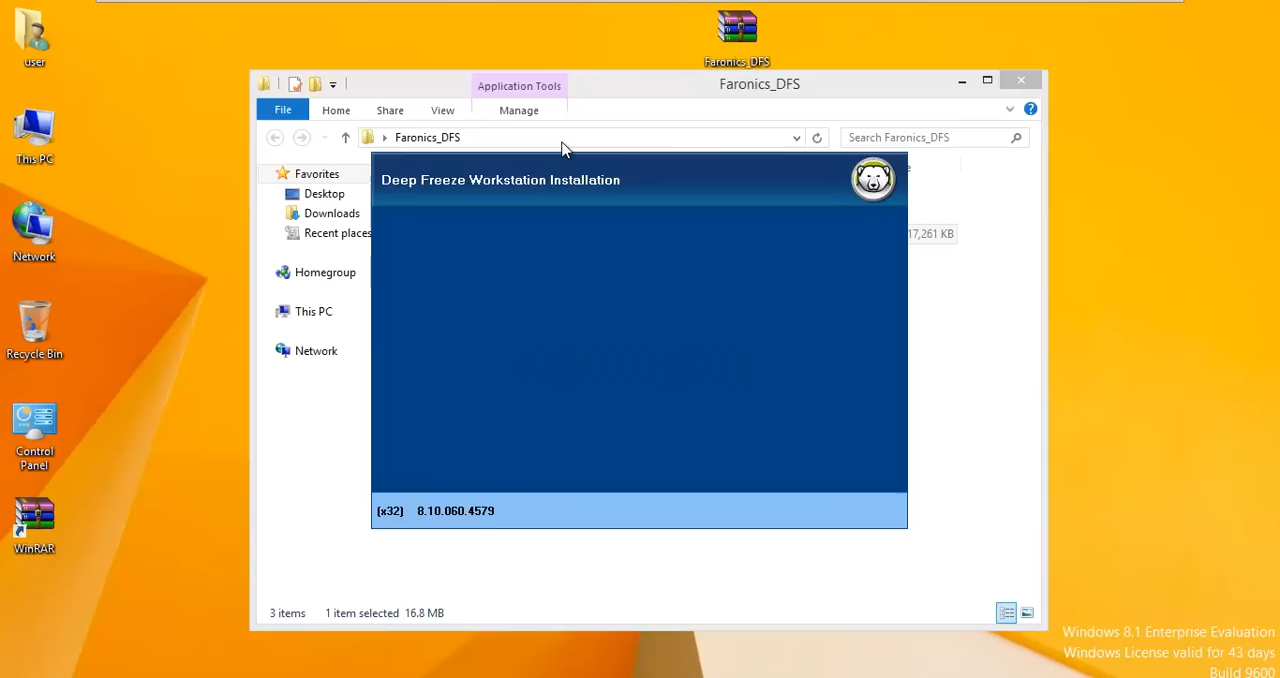 user
This PC
Network
Recycle Bin
Control
Panel
WinRAR
Faronics_DFS
Application Tools
Faronics_DFS
File
Home
Share
View
Manage
Faronics_DFS
Search Faronics_DFS
Favorites
Desktop
Downloads
Recent places
Homegroup
This PC
Network
17,261 KB
Deep Freeze Workstation Installation
(x32) 8.10.060.4579
3 items 1 item selected 16.8 MB
Windows 8.1 Enterprise Evaluation
Windows License valid for 43 days
Build 9600